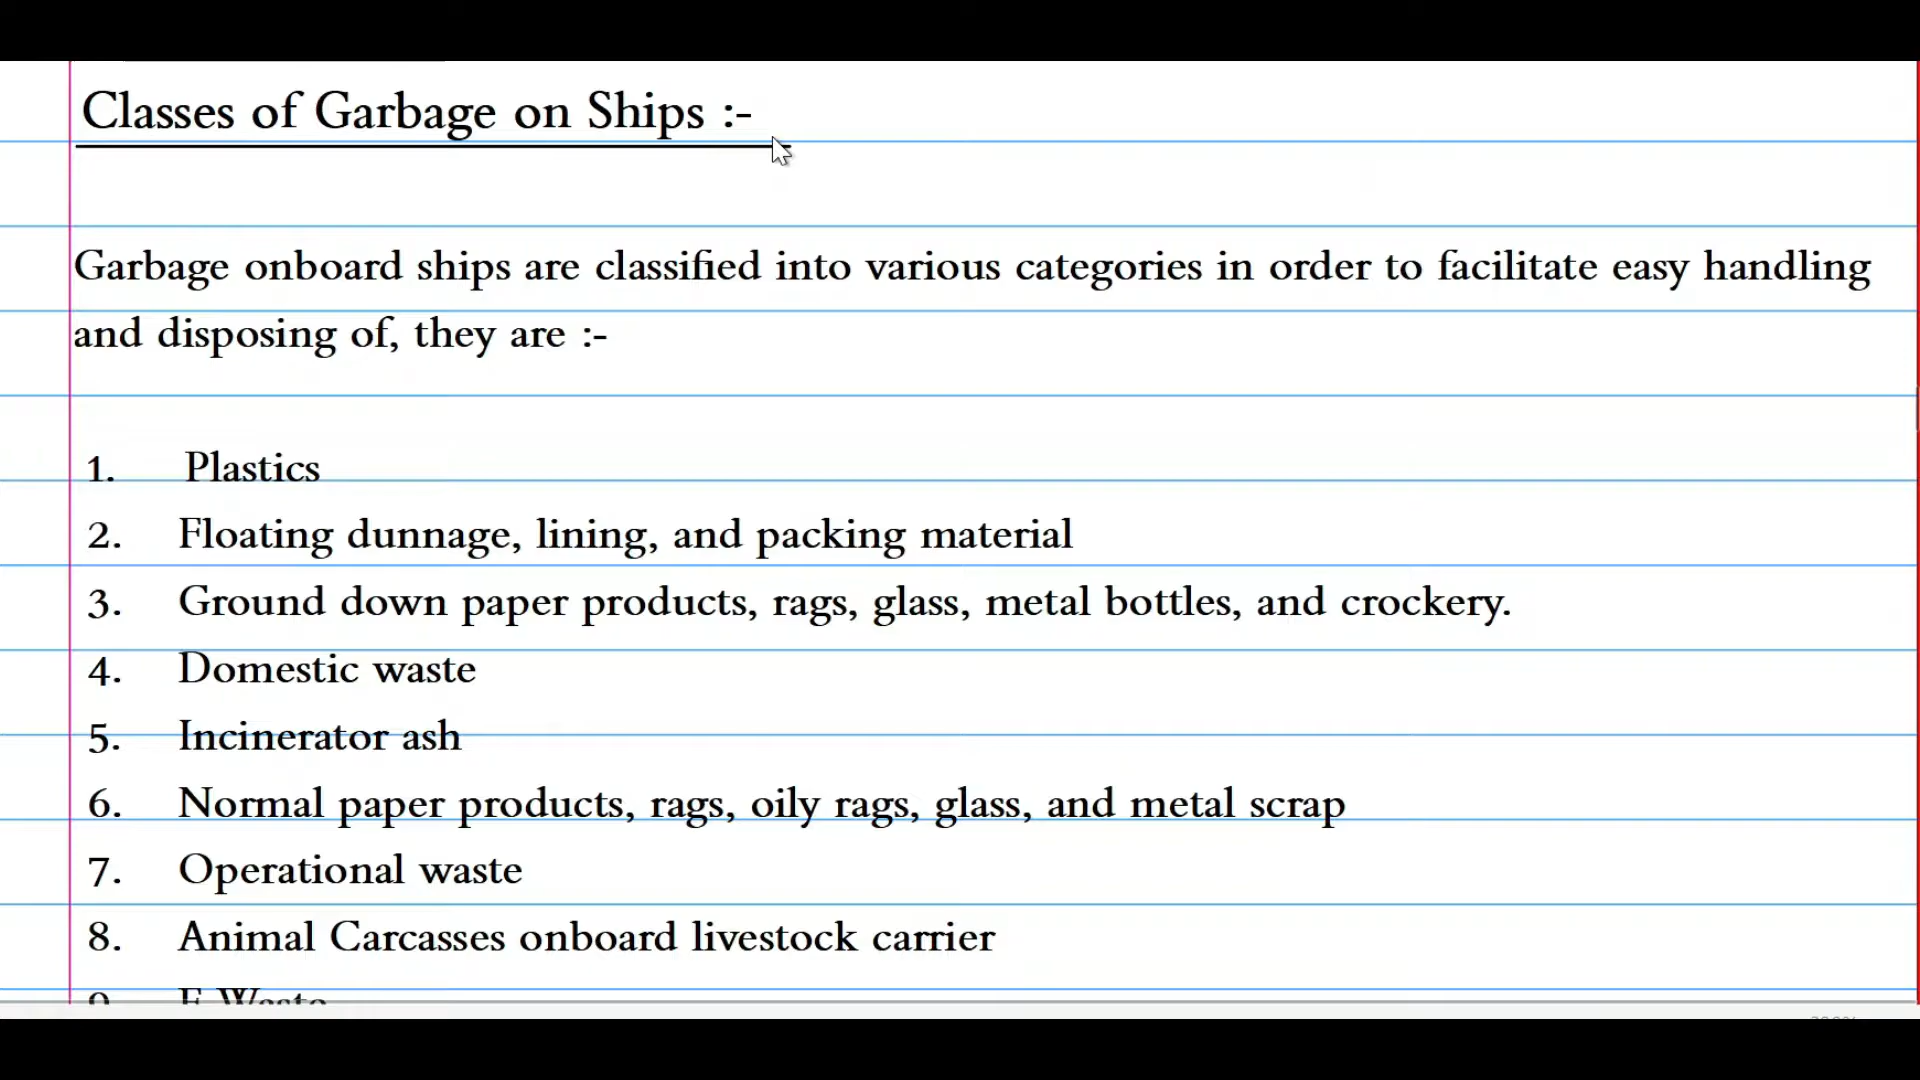 Classes of Garbage on Ships :-
Garbage onboard ships are classified into various categories in order to facilitate easy handling
and disposing of, they are :-
1. Plastics
2. Floating dunnage, lining, and packing material
3. Ground down paper products, rags, glass, metal bottles, and crockery.
4. Domestic waste
5. Incinerator ash
6. Normal paper products, rags, oily rags, glass, and metal scrap
7. Operational waste
8. Animal Carcasses onboard livestock carrier
9. E Waste